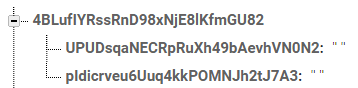 4BLufIYRssRnD98xNjE8lKfmGU82
UPUDsqaNECRpRuXh49bAevhVN0N2: " "
pIdicrveu6Uuq4kkPOMNJh2tJ7A3: " "